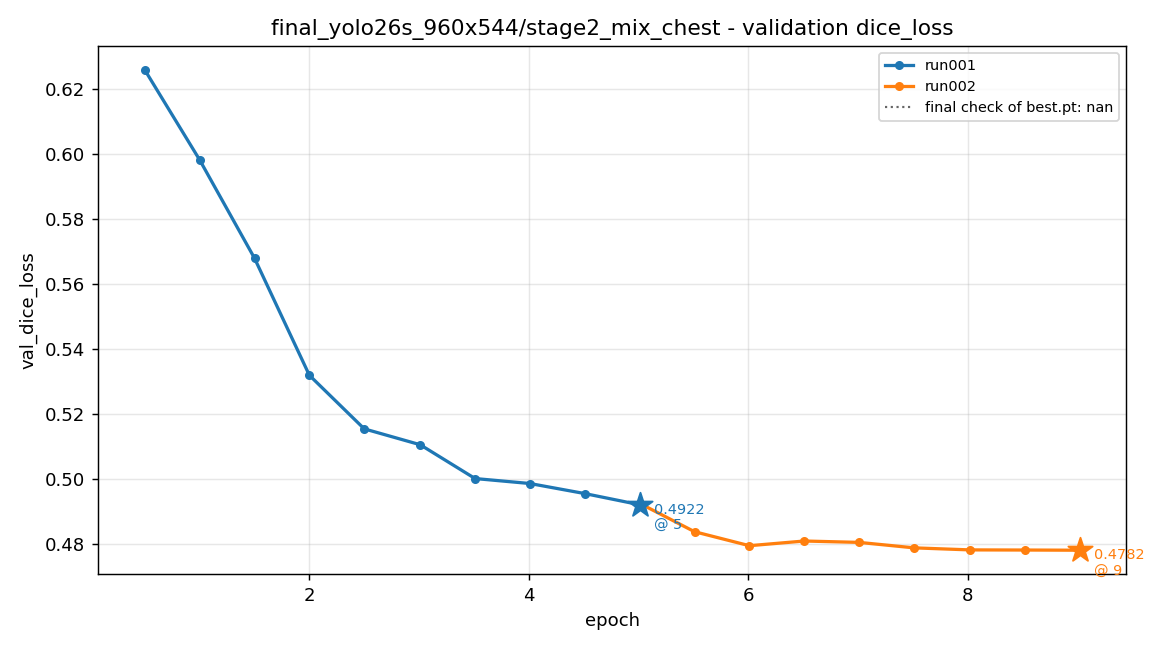 final_yolo26s_960x544/stage2_mix_chest - validation dice_loss
run001
run002
final check of best.pt: nan
val_dice_loss
0.62
0.60
0.58
0.56
0.54
0.52
0.50
0.48
0.4922
@ 5
0.4782
@ 9
2
4
6
8
epoch